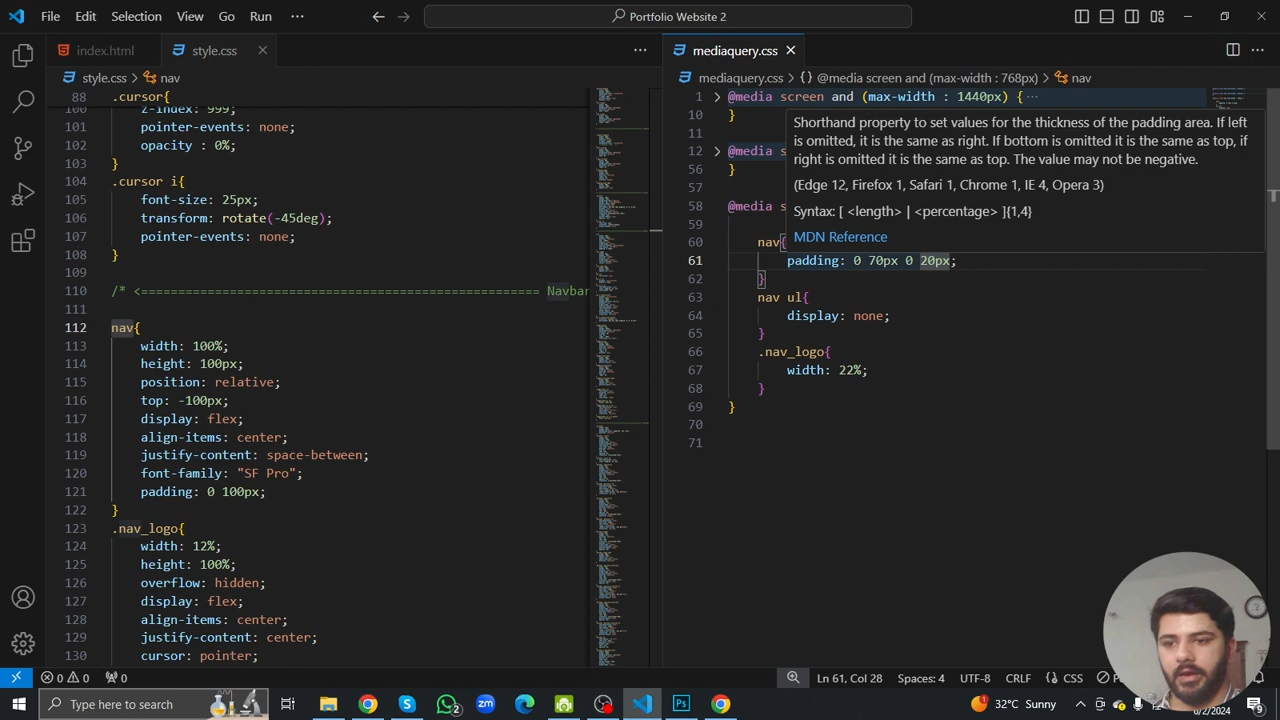 File Edit Selection View Go Run ··· Portfolio Website 2
index.html style.css mediaquery.css
style.css > nav
mediaquery.css > {} @media screen and (max-width : 768px) > nav
88 .cursor{
z-index: 999;
101 pointer-events: none;
102 opacity : 0%;
103 }
104 .cursor i{
105 font-size: 25px;
106 transform: rotate(-45deg);
107 pointer-events: none;
108 }
109
110 /* <===================================================== Navbar
111
112 nav{
113 width: 100%;
114 height: 100px;
115 position: relative;
116 top: -100px;
117 display: flex;
118 align-items: center;
119 justify-content: space-between;
120 font-family: "SF Pro";
121 padding: 0 100px;
122 }
123 .nav_logo{
124 width: 12%;
125 height: 100%;
126 overflow: hidden;
127 display: flex;
128 align-items: center;
129 justify-content: center;
130 cursor: pointer;
1 @media screen and (max-width : 1440px) { ···
10 }
11
12 @media s
56 }
57
58 @media s
59
60 nav{
61 padding: 0 70px 0 20px;
62 }
63 nav ul{
64 display: none;
65 }
66 .nav_logo{
67 width: 22%;
68 }
69 }
70
71
Shorthand property to set values for the thickness of the padding area. If left
is omitted, it is the same as right. If bottom is omitted it is the same as top, if
right is omitted it is the same as top. The value may not be negative.
(Edge 12, Firefox 1, Safari 1, Chrome 1, IE 4, Opera 3)
Syntax: [ <length> | <percentage> ]{1,4}
MDN Reference
0 0 0 Ln 61, Col 28 Spaces: 4 UTF-8 CRLF {} CSS
Type here to search 2 32°C Sunny